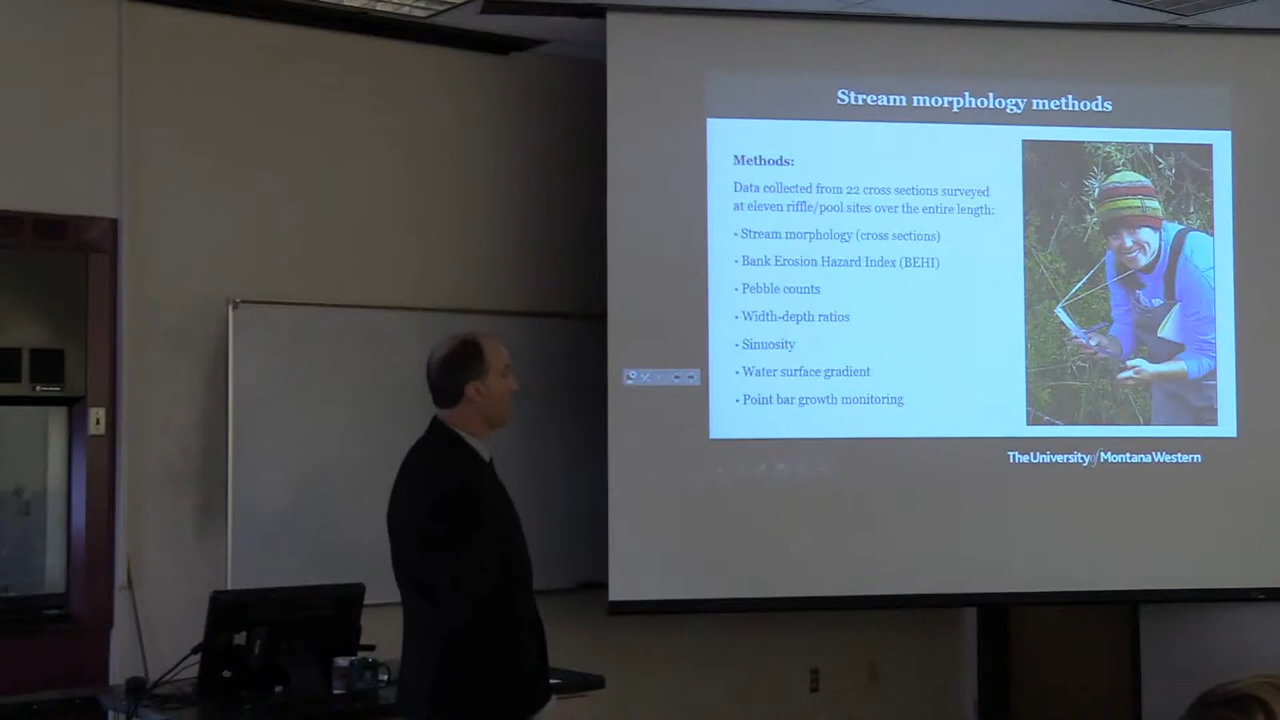 Stream morphology methods
Methods:
Data collected from 22 cross sections surveyed
at eleven riffle/pool sites over the entire length:
• Stream morphology (cross sections)
• Bank Erosion Hazard Index (BEHI)
• Pebble counts
• Width-depth ratios
• Sinuosity
• Water surface gradient
• Point bar growth monitoring
The University of Montana Western